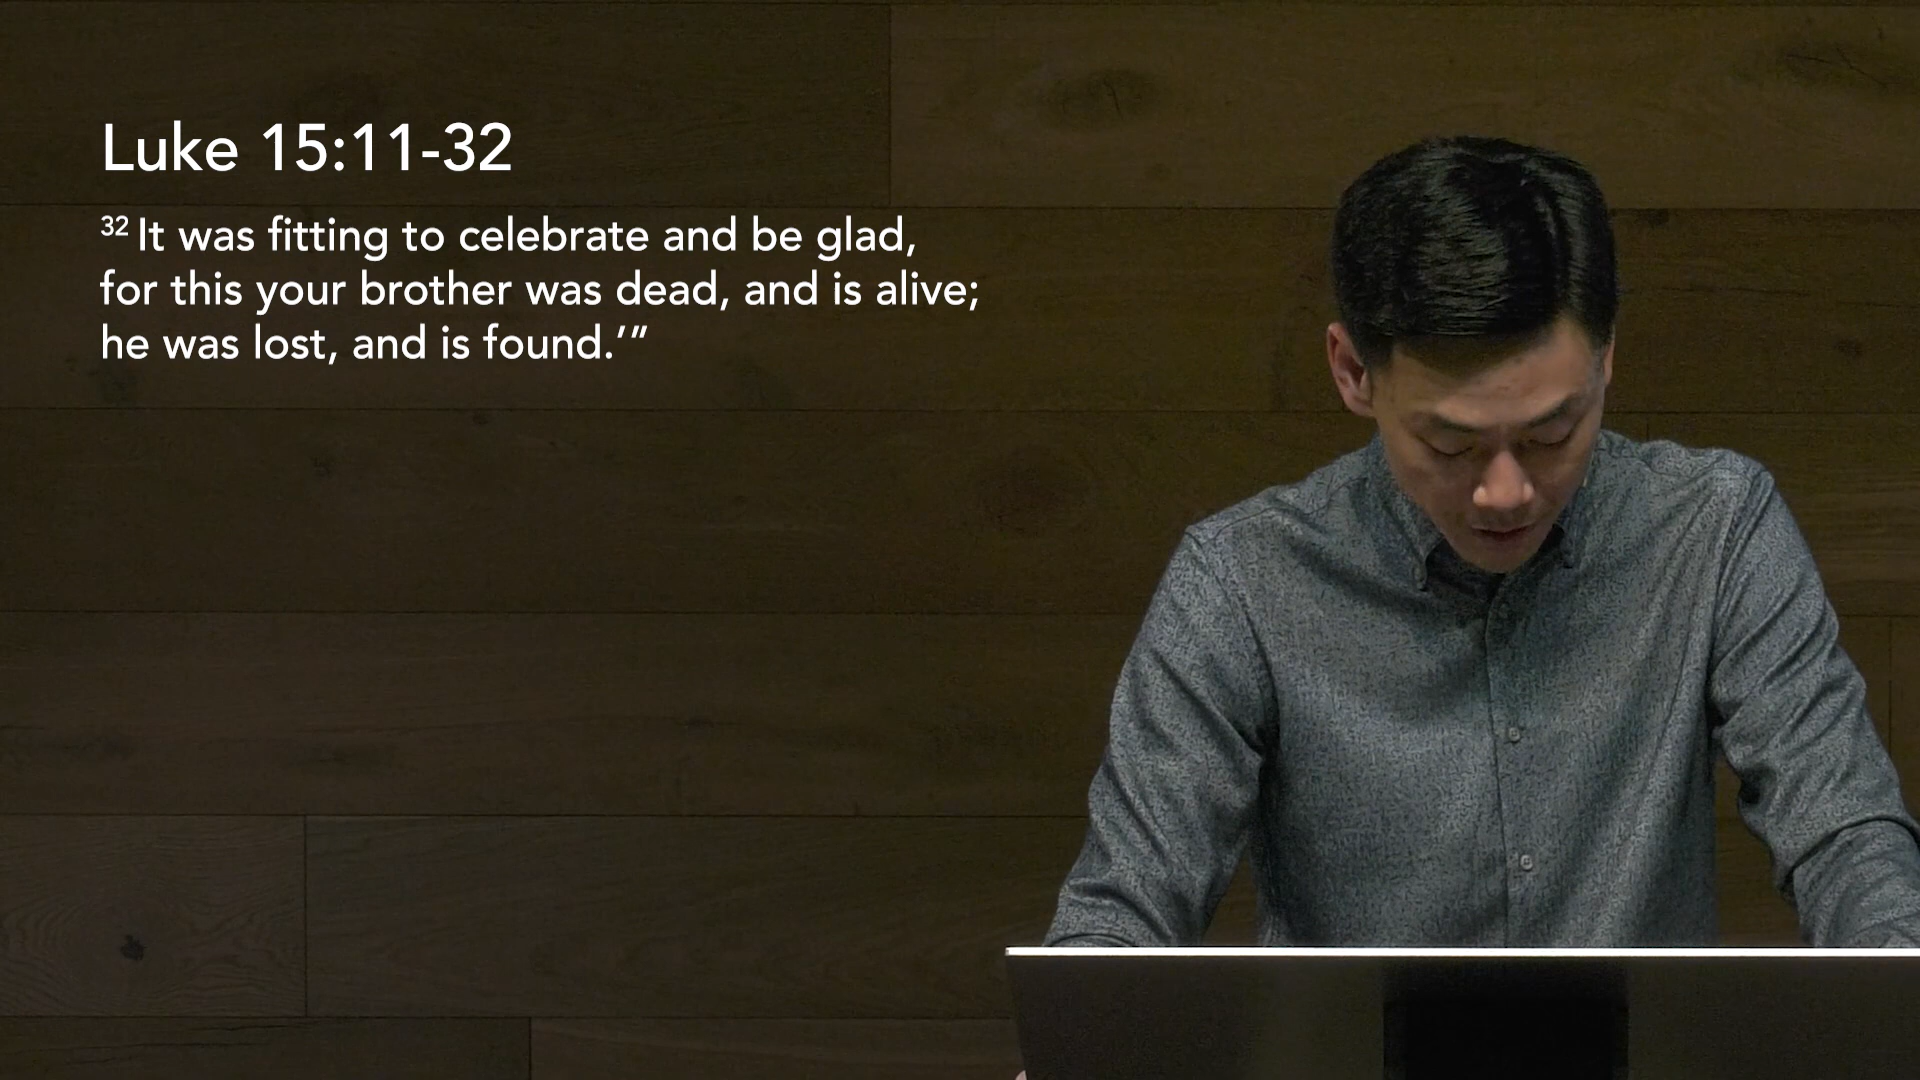 Luke 15:11-32
32 It was fitting to celebrate and be glad,
for this your brother was dead, and is alive;
he was lost, and is found.’”